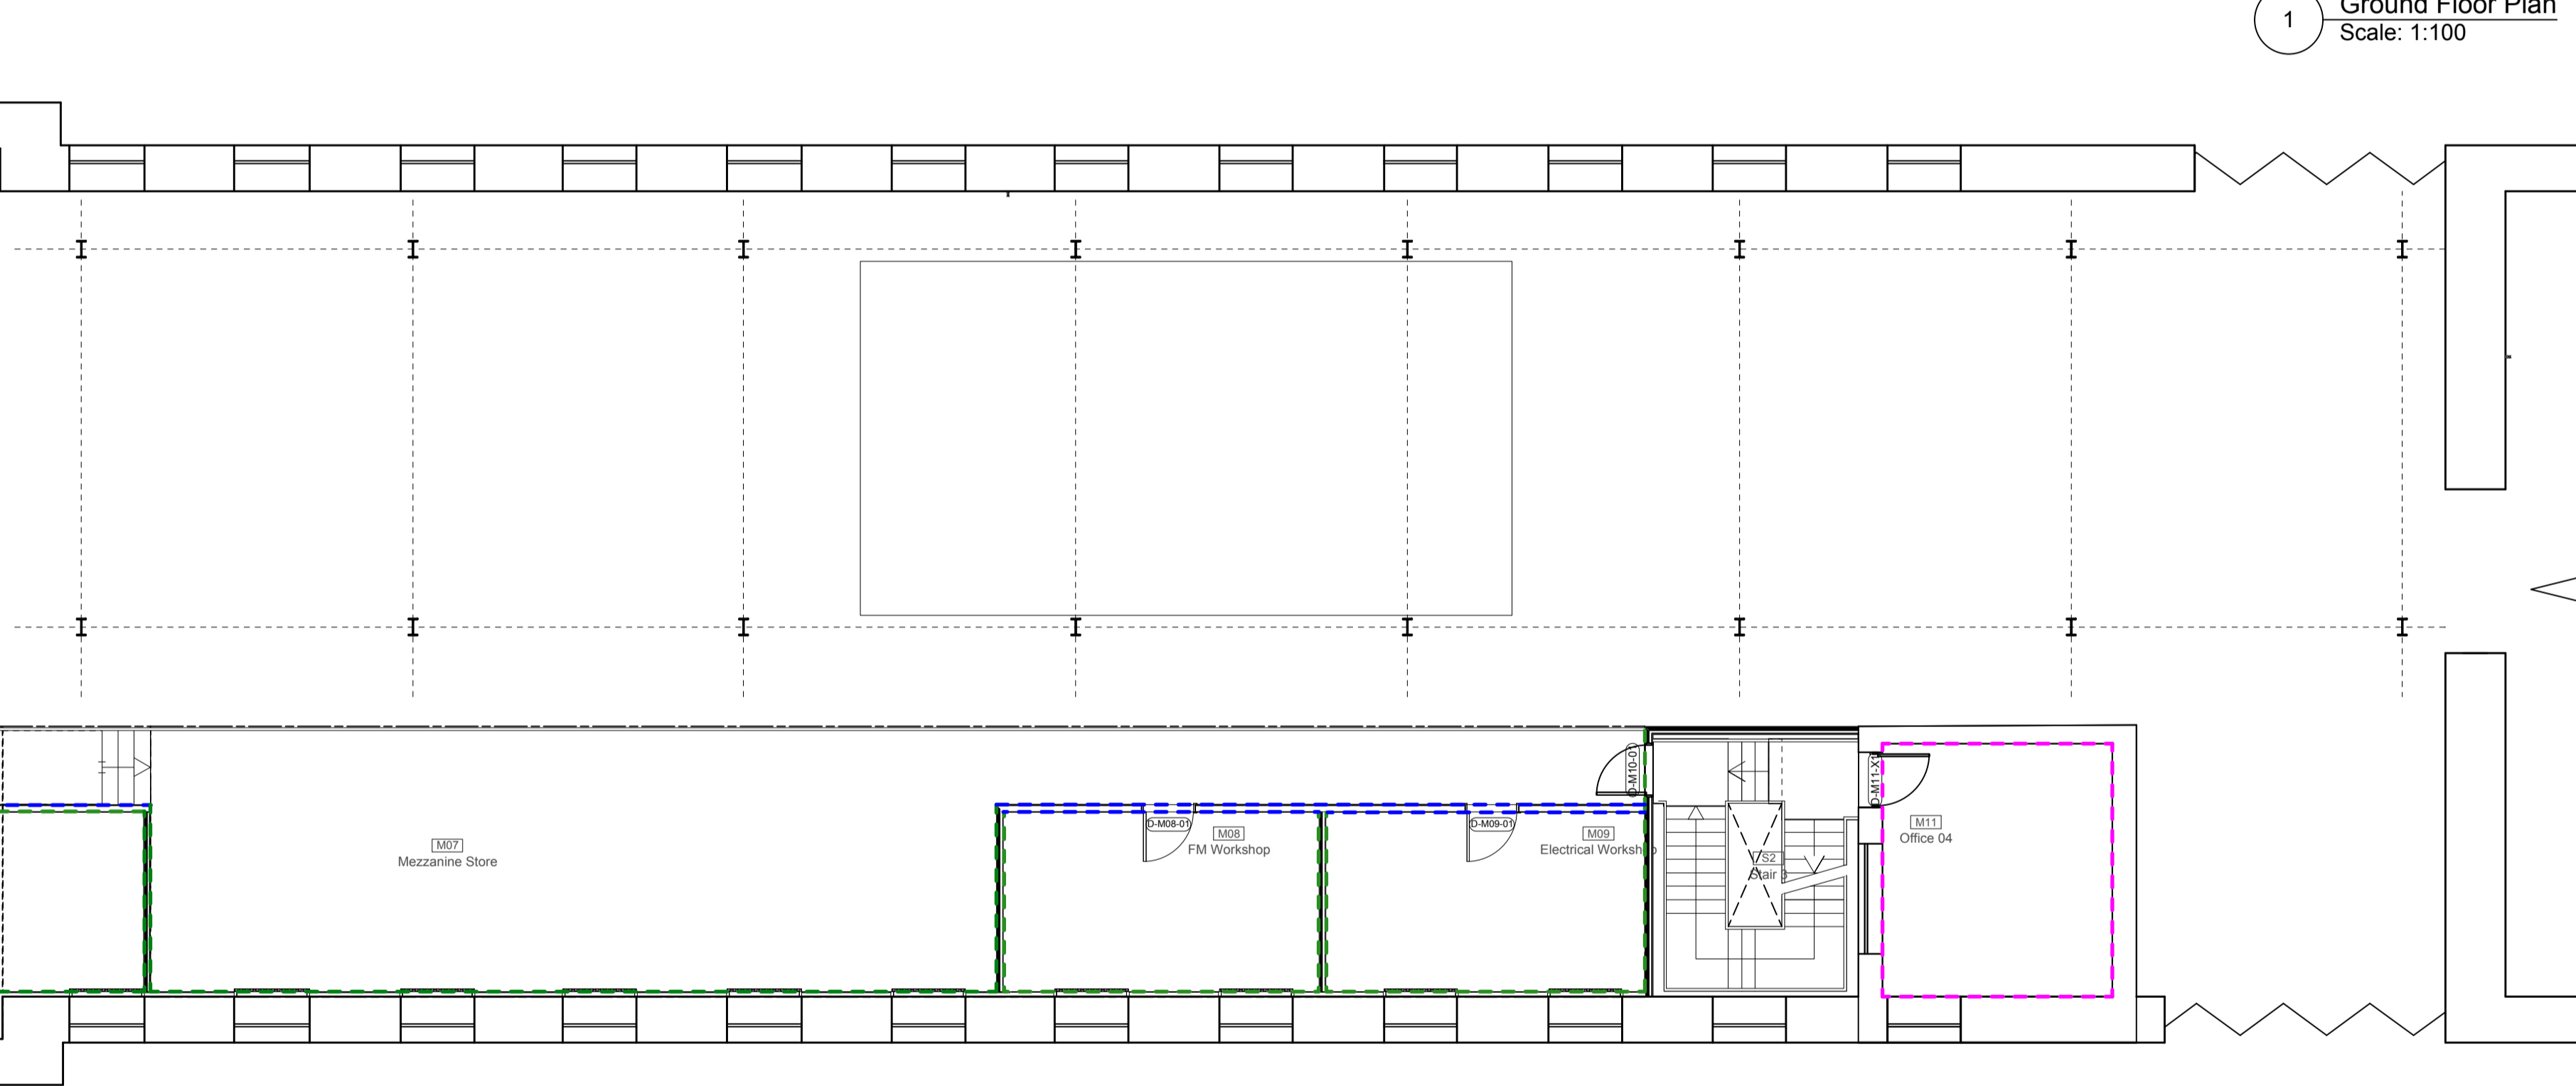 Ground Floor Plan
1
Scale: 1:100
D-M10-01
D-M11-X1
M11
Office 04
D-M08-01
M08
FM Workshop
D-M09-01
M09
Electrical Workshop
M07
Mezzanine Store
S2
Stair 3